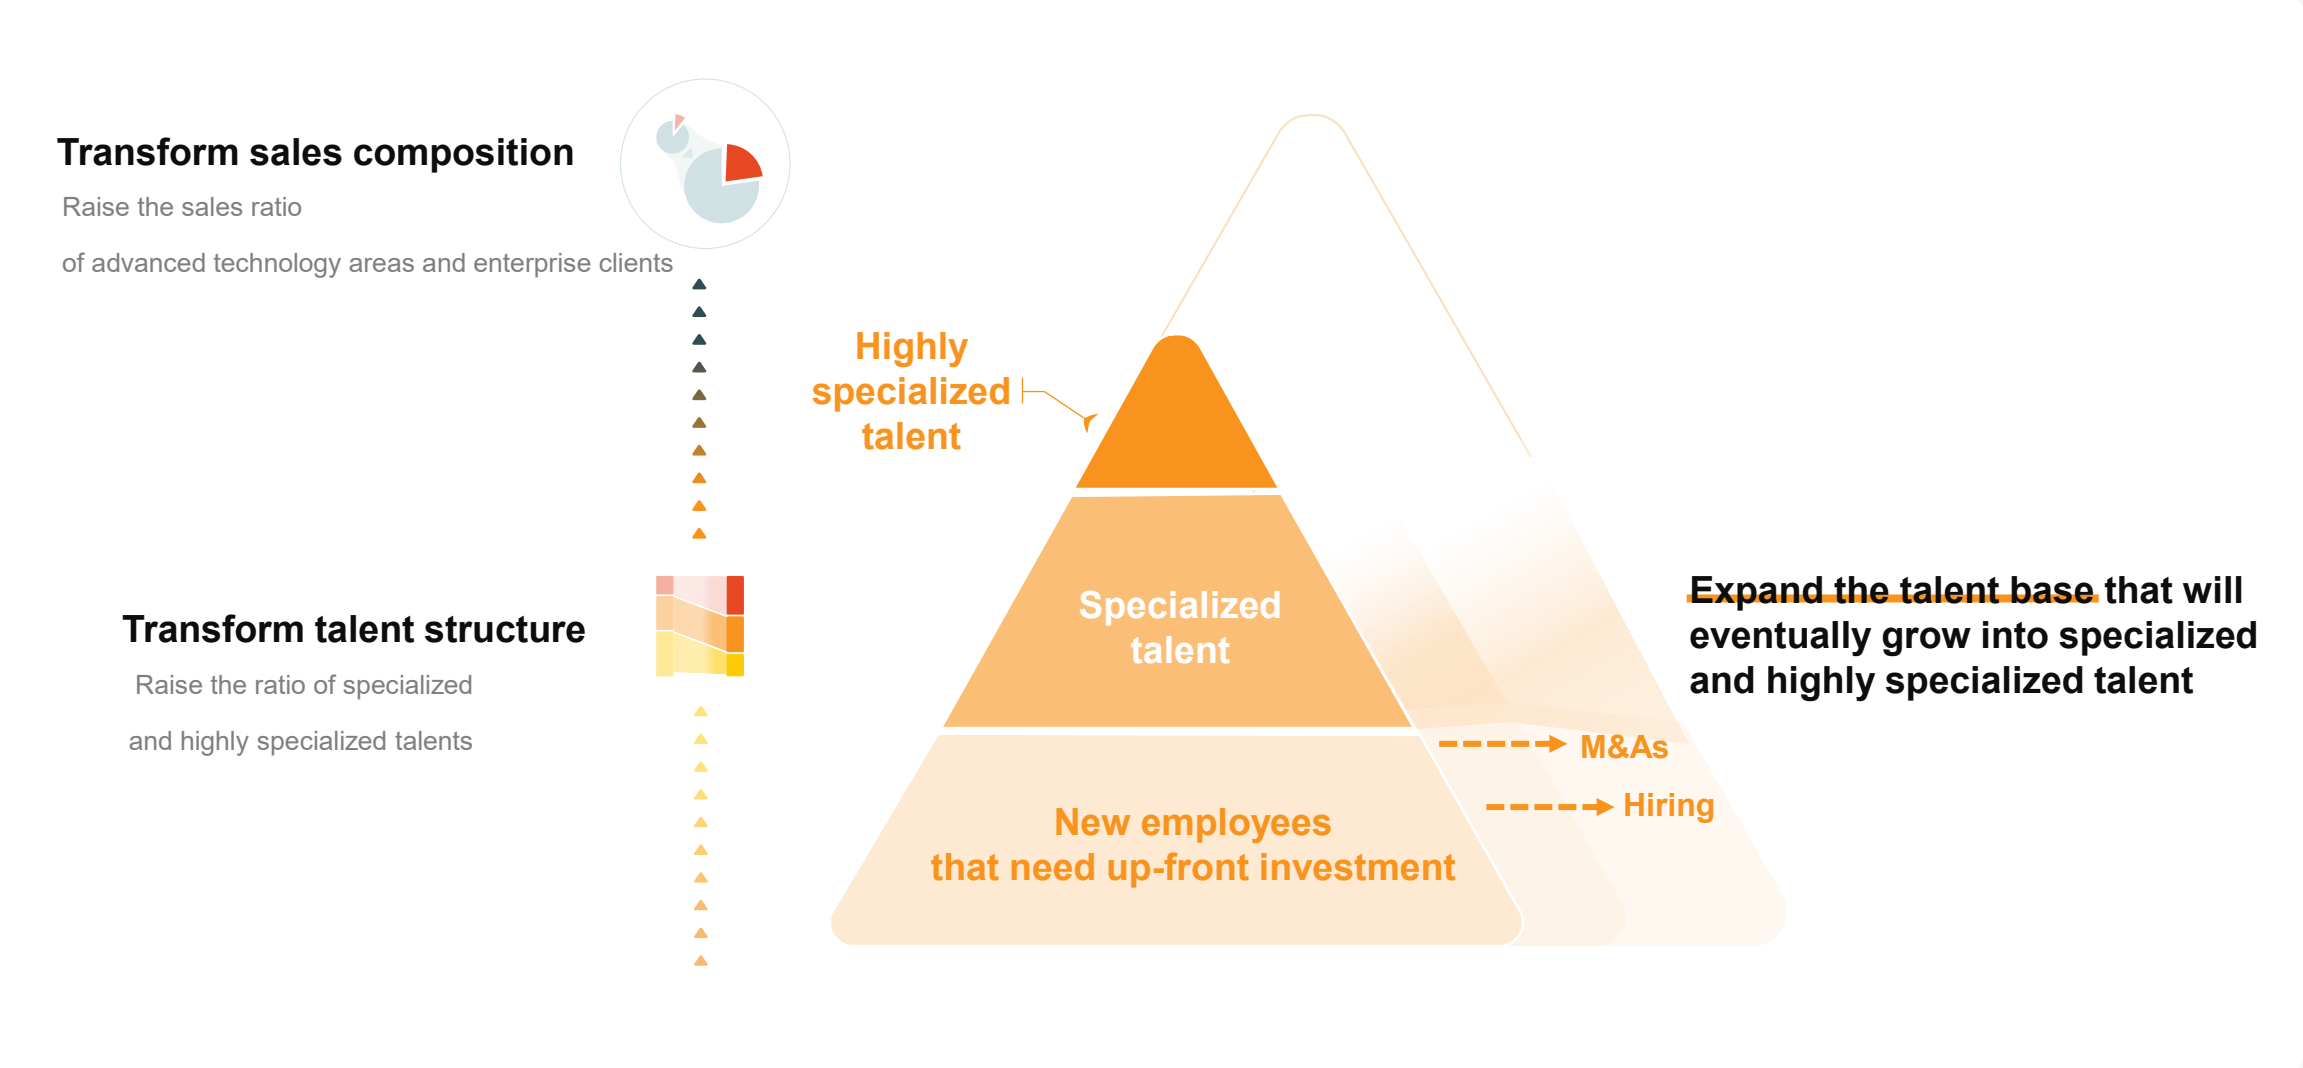 Transform sales composition
Raise the sales ratio
of advanced technology areas and enterprise clients
Transform talent structure
Raise the ratio of specialized
and highly specialized talents
Highly
specialized
talent
Specialized
talent
New employees
that need up-front investment
Expand the talent base that will
eventually grow into specialized
and highly specialized talent
M&As
Hiring